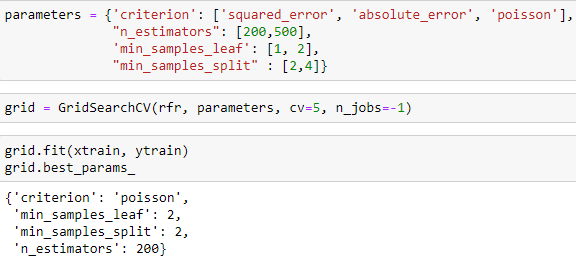 parameters = {'criterion': ['squared_error', 'absolute_error', 'poisson'],
"n_estimators": [200,500],
'min_samples_leaf': [1, 2],
"min_samples_split" : [2,4]}
grid = GridSearchCV(rfr, parameters, cv=5, n_jobs=-1)
grid.fit(xtrain, ytrain)
grid.best_params_
{'criterion': 'poisson',
'min_samples_leaf': 2,
'min_samples_split': 2,
'n_estimators': 200}